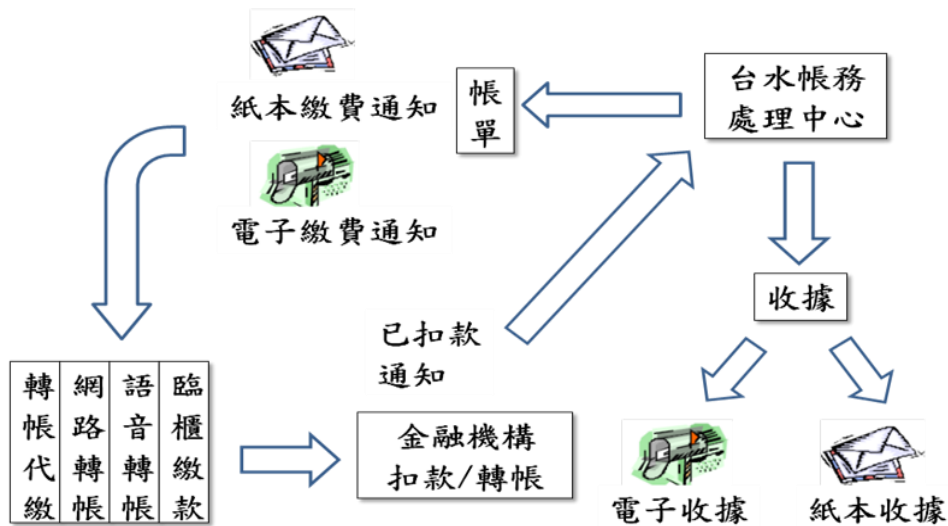 紙本繳費通知
帳單
台水帳務
處理中心
電子繳費通知
收據
已扣款
通知
轉帳代繳
網路轉帳
語音轉帳
臨櫃繳款
金融機構
扣款/轉帳
電子收據
紙本收據